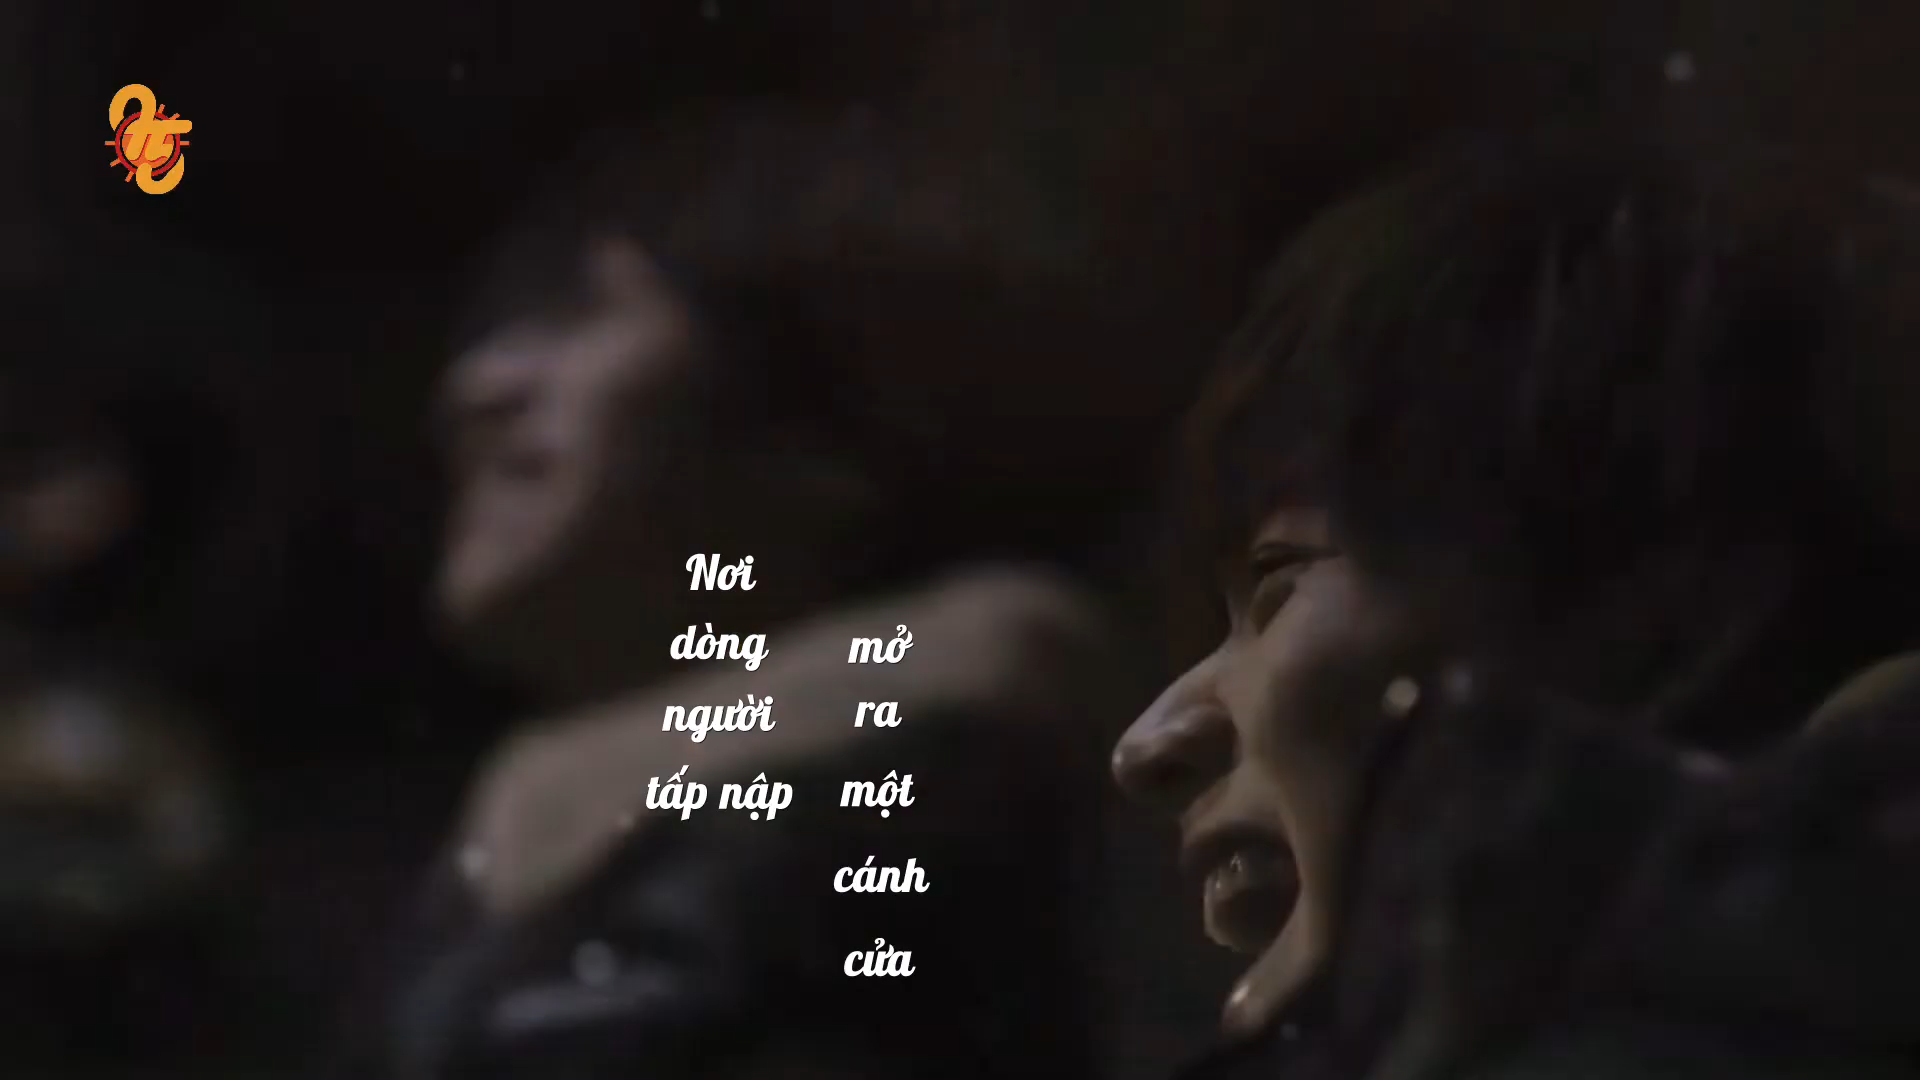 Nơi
dòng
người
tấp nập
mở
ra
một
cánh
cửa